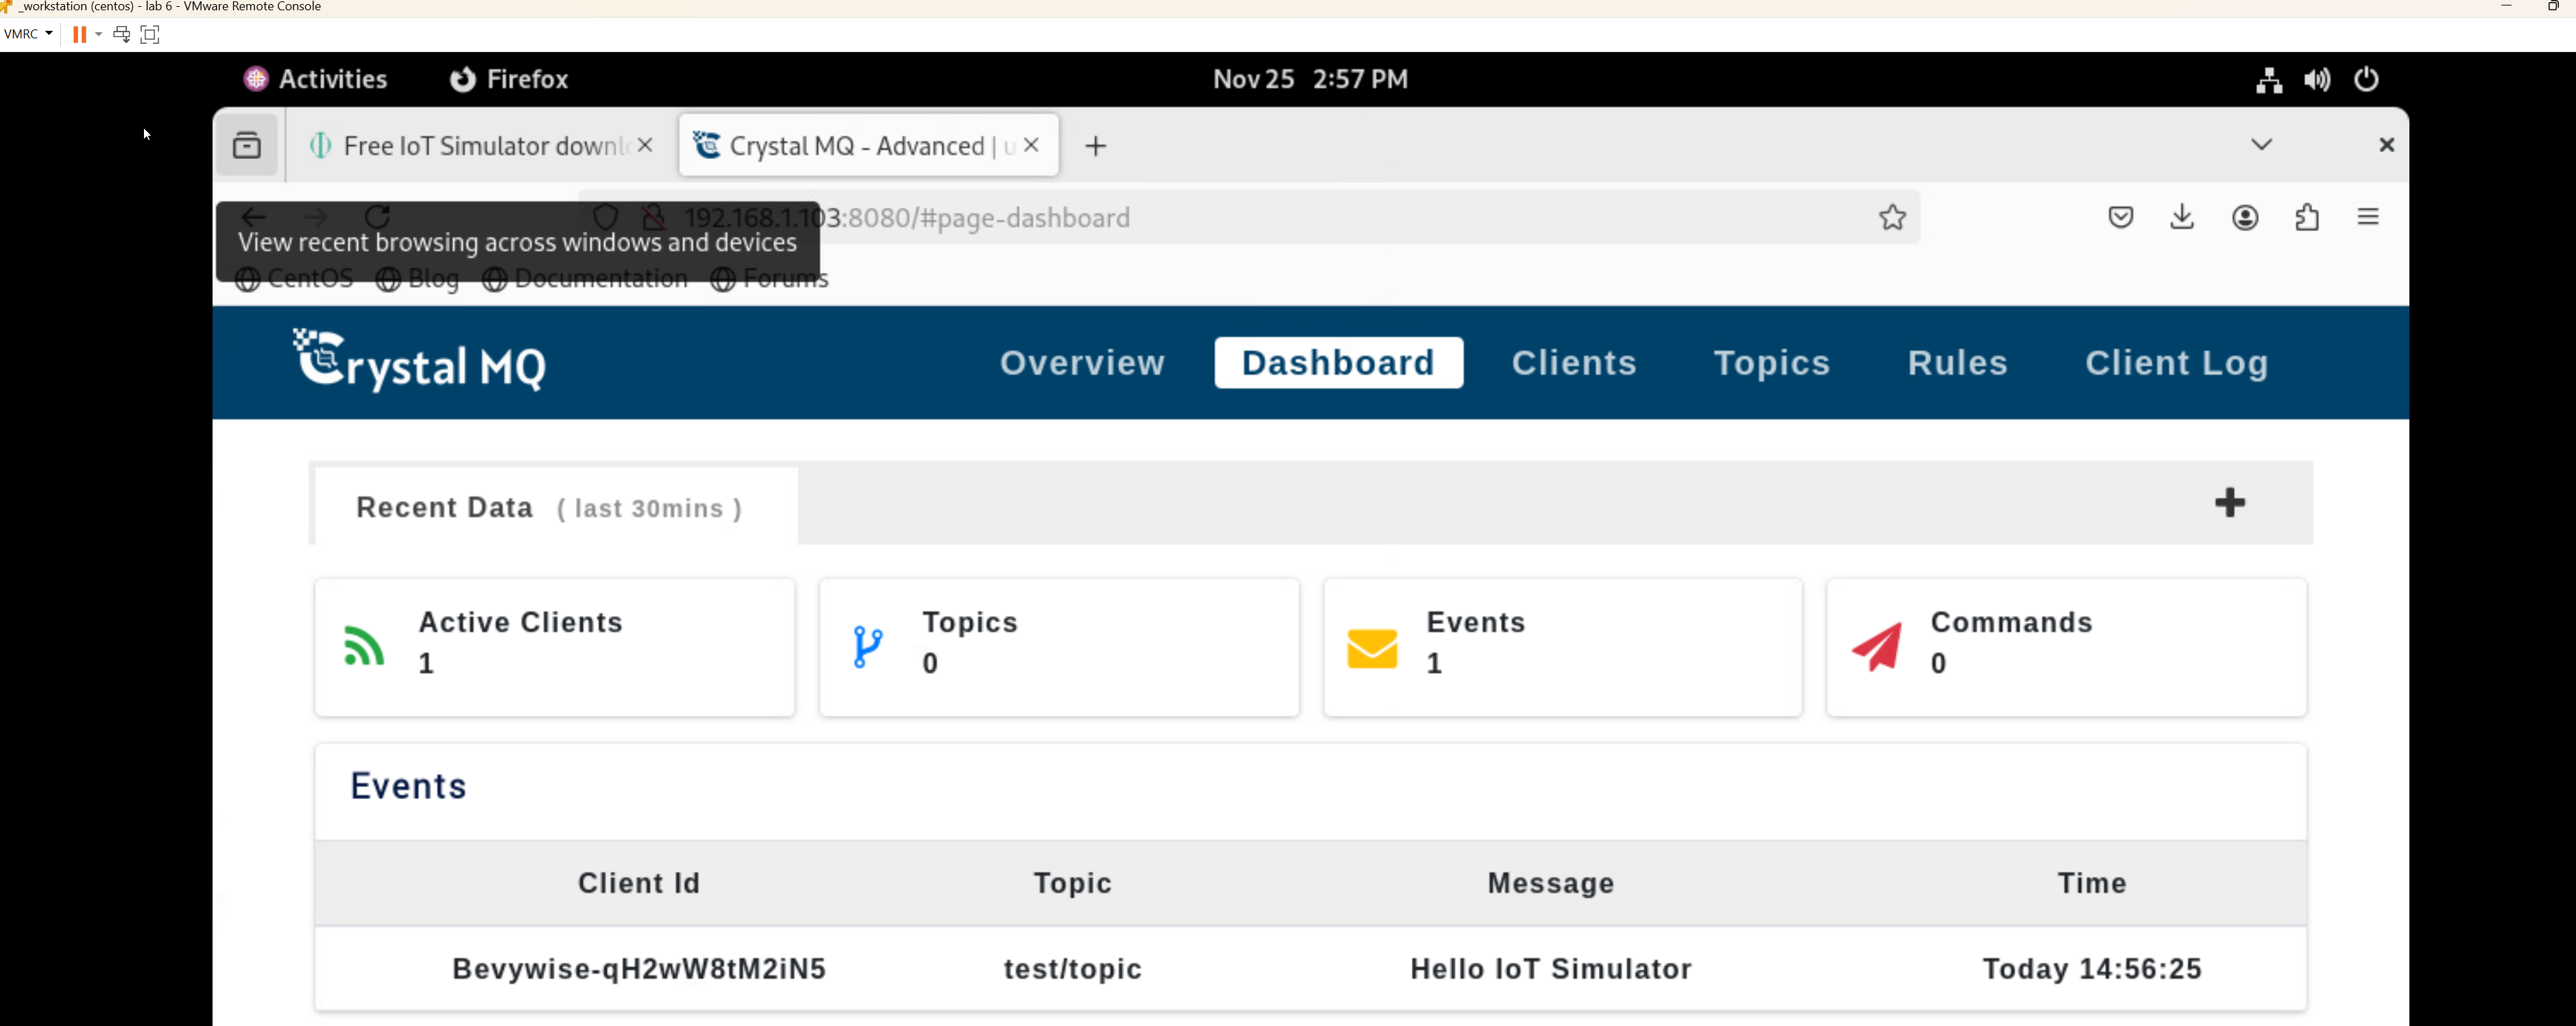 _workstation (centos) - lab 6 - VMware Remote Console
VMRC
Activities Firefox Nov 25 2:57 PM
Free IoT Simulator downl Crystal MQ - Advanced | u
192.168.1.103:8080/#page-dashboard
View recent browsing across windows and devices
CentOS Blog Documentation Forums
Crystal MQ Overview Dashboard Clients Topics Rules Client Log
Recent Data ( last 30mins )
Active Clients Topics Events Commands
1 0 1 0
Events
Client Id Topic Message Time
Bevywise-qH2wW8tM2iN5 test/topic Hello IoT Simulator Today 14:56:25